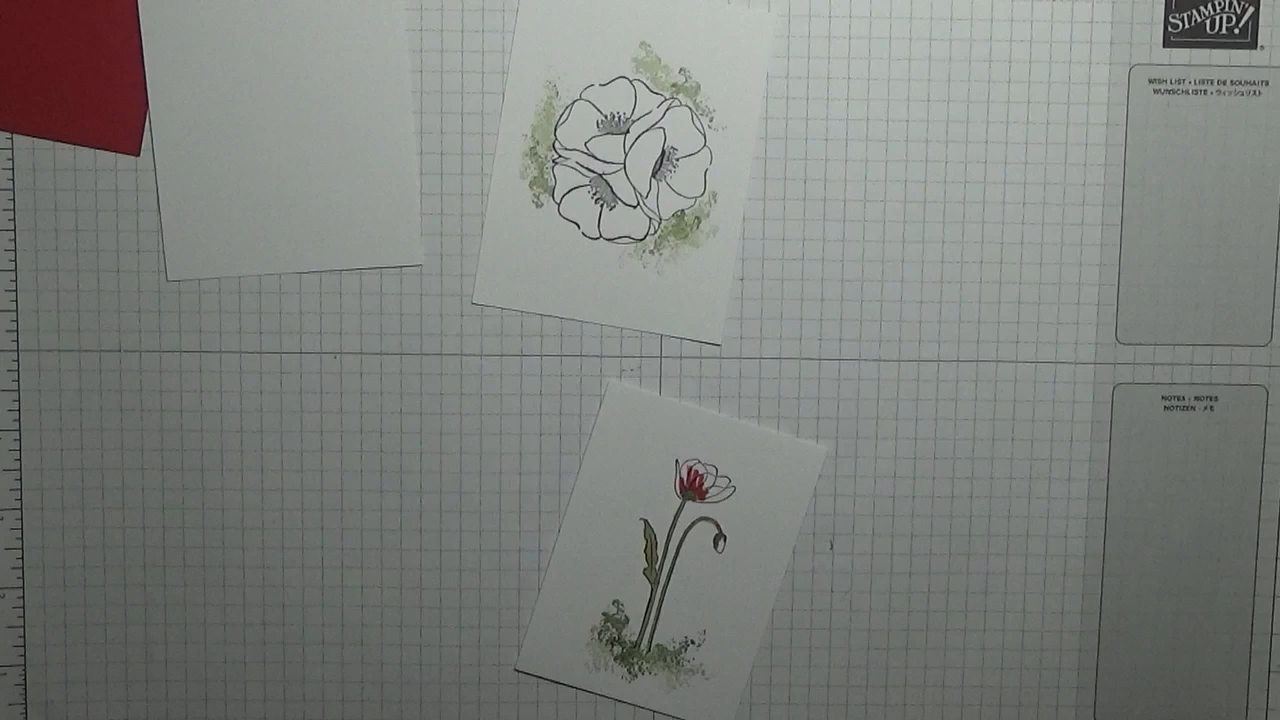 STAMPIN'
UP!
WISH LIST • LISTE DE SOUHAITS
WUNSCHLISTE • ウィッシュリスト
NOTES • NOTES
NOTIZEN • メモ